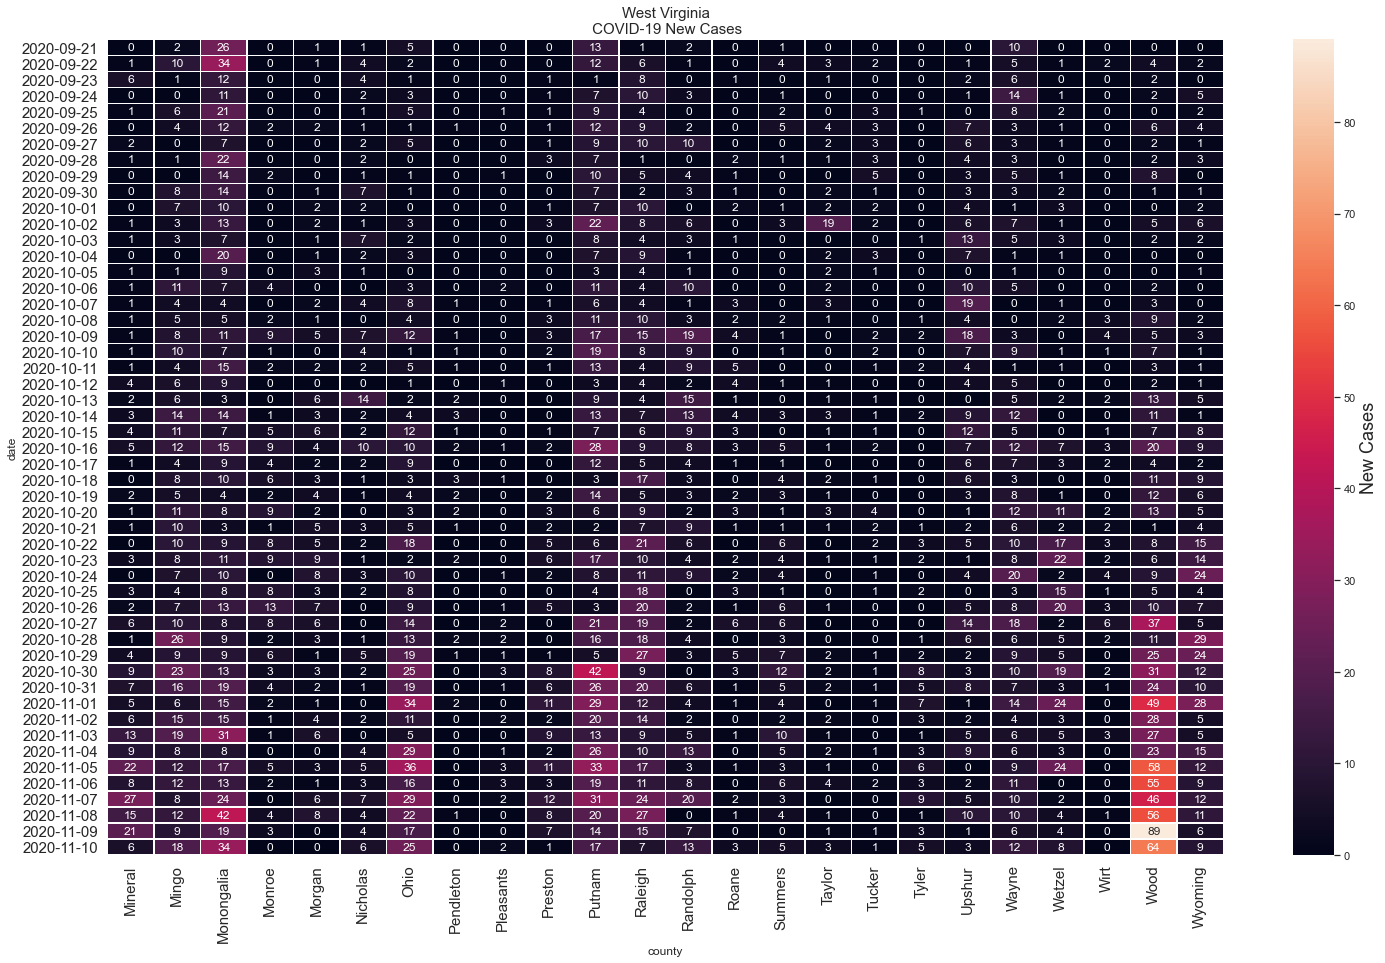 West Virginia
COVID-19 New Cases
2020-09-21 0 2 26 0 1 1 5 0 0 0 13 1 2 0 1 0 0 0 0 10 0 0 0 0
2020-09-22 1 10 34 0 1 4 2 0 0 0 12 6 1 0 4 3 2 0 1 5 1 2 4 2
2020-09-23 6 1 12 0 0 4 1 0 0 1 1 8 0 1 0 1 0 0 2 6 0 0 2 0
2020-09-24 0 0 11 0 0 2 3 0 0 1 7 10 3 0 1 0 0 0 1 14 1 0 2 5
2020-09-25 1 6 21 0 0 1 5 0 1 1 9 4 0 0 2 0 3 1 0 8 2 0 0 2
2020-09-26 0 4 12 2 2 1 1 1 0 1 12 9 2 0 5 4 3 0 7 3 1 0 6 4
2020-09-27 2 0 7 0 0 2 5 0 0 1 9 10 10 0 0 2 3 0 6 3 1 0 2 1
2020-09-28 1 1 22 0 0 2 0 0 0 3 7 1 0 2 1 1 3 0 4 3 0 0 2 3
2020-09-29 0 0 14 2 0 1 1 0 1 0 10 5 4 1 0 0 5 0 3 5 1 0 8 0
2020-09-30 0 8 14 0 1 7 1 0 0 0 7 2 3 1 0 2 1 0 3 3 2 0 1 1
2020-10-01 0 7 10 0 2 2 0 0 0 1 7 10 0 2 1 2 2 0 4 1 3 0 0 2
2020-10-02 1 3 13 0 2 1 3 0 0 3 22 8 6 0 3 19 2 0 6 7 1 0 5 6
2020-10-03 1 3 7 0 1 7 2 0 0 0 8 4 3 1 0 0 0 1 13 5 3 0 2 2
2020-10-04 0 0 20 0 1 2 3 0 0 0 7 9 1 0 0 2 3 0 7 1 1 0 0 0
2020-10-05 1 1 9 0 3 1 0 0 0 0 3 4 1 0 0 2 1 0 0 1 0 0 0 1
2020-10-06 1 11 7 4 0 0 3 0 2 0 11 4 10 0 0 2 0 0 10 5 0 0 2 0
2020-10-07 1 4 4 0 2 4 8 1 0 1 6 4 1 3 0 3 0 0 19 0 1 0 3 0
2020-10-08 1 5 5 2 1 0 4 0 0 3 11 10 3 2 2 1 0 1 4 0 2 3 9 2
2020-10-09 1 8 11 9 5 7 12 1 0 3 17 15 19 4 1 0 2 2 18 3 0 4 5 3
2020-10-10 1 10 7 1 0 4 1 1 0 2 19 8 9 0 1 0 2 0 7 9 1 1 7 1
2020-10-11 1 4 15 2 2 2 5 1 0 1 13 4 9 5 0 0 1 2 4 1 1 0 3 1
2020-10-12 4 6 9 0 0 0 1 0 1 0 3 4 2 4 1 1 0 0 4 5 0 0 2 1
2020-10-13 2 6 3 0 6 14 2 2 0 0 9 4 15 1 0 1 1 0 0 5 2 2 13 5
2020-10-14 3 14 14 1 3 2 4 3 0 0 13 7 13 4 3 3 1 2 9 12 0 0 11 1
2020-10-15 4 11 7 5 6 2 12 1 0 1 7 6 9 3 0 1 1 1 12 5 0 1 7 8
2020-10-16 5 12 15 9 4 10 10 2 1 2 28 9 8 3 5 1 2 0 7 12 7 3 20 9
2020-10-17 1 4 9 4 2 2 9 0 0 0 12 5 4 1 1 0 0 0 6 7 3 2 4 2
2020-10-18 0 8 10 6 3 1 3 3 1 0 3 17 3 0 4 2 1 0 6 3 0 0 11 9
2020-10-19 2 5 4 2 4 1 4 2 0 2 14 5 3 2 3 1 0 0 3 8 1 0 12 6
2020-10-20 1 11 8 9 2 0 3 2 0 3 6 9 2 3 1 3 4 0 1 12 11 2 13 5
2020-10-21 1 10 3 1 5 3 5 1 0 2 2 7 9 1 1 1 2 1 2 6 2 2 1 4
2020-10-22 0 10 9 8 5 2 18 0 0 5 6 21 6 0 6 0 2 3 5 10 17 3 8 15
2020-10-23 3 8 11 9 9 1 2 2 0 6 17 10 4 2 4 1 1 2 1 8 22 2 6 14
2020-10-24 0 7 10 0 8 3 10 0 1 2 8 11 9 2 4 0 1 0 4 20 2 4 9 24
2020-10-25 3 4 8 8 3 2 8 0 0 0 4 18 0 3 1 0 1 2 0 3 15 1 5 4
2020-10-26 2 7 13 13 7 0 9 0 1 5 3 20 2 1 6 1 0 0 5 8 20 3 10 7
2020-10-27 6 10 8 8 6 0 14 0 2 0 21 19 2 6 6 0 0 0 14 18 2 6 37 5
2020-10-28 1 26 9 2 3 1 13 2 2 0 16 18 4 0 3 0 0 1 6 6 5 2 11 29
2020-10-29 4 9 9 6 1 5 19 1 1 1 5 27 3 5 7 2 1 2 2 9 5 0 25 24
2020-10-30 9 23 13 3 3 2 25 0 3 8 42 9 0 3 12 2 1 8 3 10 19 2 31 12
2020-10-31 7 16 19 4 2 1 19 0 1 6 26 20 6 1 5 2 1 5 8 7 3 1 24 10
2020-11-01 5 6 15 2 1 0 34 2 0 11 29 12 4 1 4 0 1 7 1 14 24 0 49 28
2020-11-02 6 15 15 1 4 2 11 0 2 2 20 14 2 0 2 2 0 3 2 4 3 0 28 5
2020-11-03 13 19 31 1 6 0 5 0 0 9 13 9 5 1 10 1 0 1 5 6 5 3 27 5
2020-11-04 9 8 8 0 0 4 29 0 1 2 26 10 13 0 5 2 1 3 9 6 3 0 23 15
2020-11-05 22 12 17 5 3 5 36 0 3 11 33 17 3 1 3 1 0 6 0 9 24 0 58 12
2020-11-06 8 12 13 2 1 3 16 0 3 3 19 11 8 0 6 4 2 3 2 11 0 0 55 9
2020-11-07 27 8 24 0 6 7 29 0 2 12 31 24 20 2 3 0 0 9 5 10 2 0 46 12
2020-11-08 15 12 42 4 8 4 22 0 1 8 20 27 0 1 4 1 0 1 10 10 4 1 56 11
2020-11-09 21 9 19 3 0 4 17 0 0 7 14 15 7 0 0 1 1 3 1 6 4 0 89 6
2020-11-10 6 18 34 0 0 6 25 0 2 1 17 7 13 3 5 3 1 5 3 12 8 0 64 9
date
Mineral Mingo Monongalia Monroe Morgan Nicholas Ohio Pendleton Pleasants Preston Putnam Raleigh Randolph Roane Summers Taylor Tucker Tyler Upshur Wayne Wetzel Wirt Wood Wyoming
county
80
70
60
50
40
30
20
10
0
New Cases